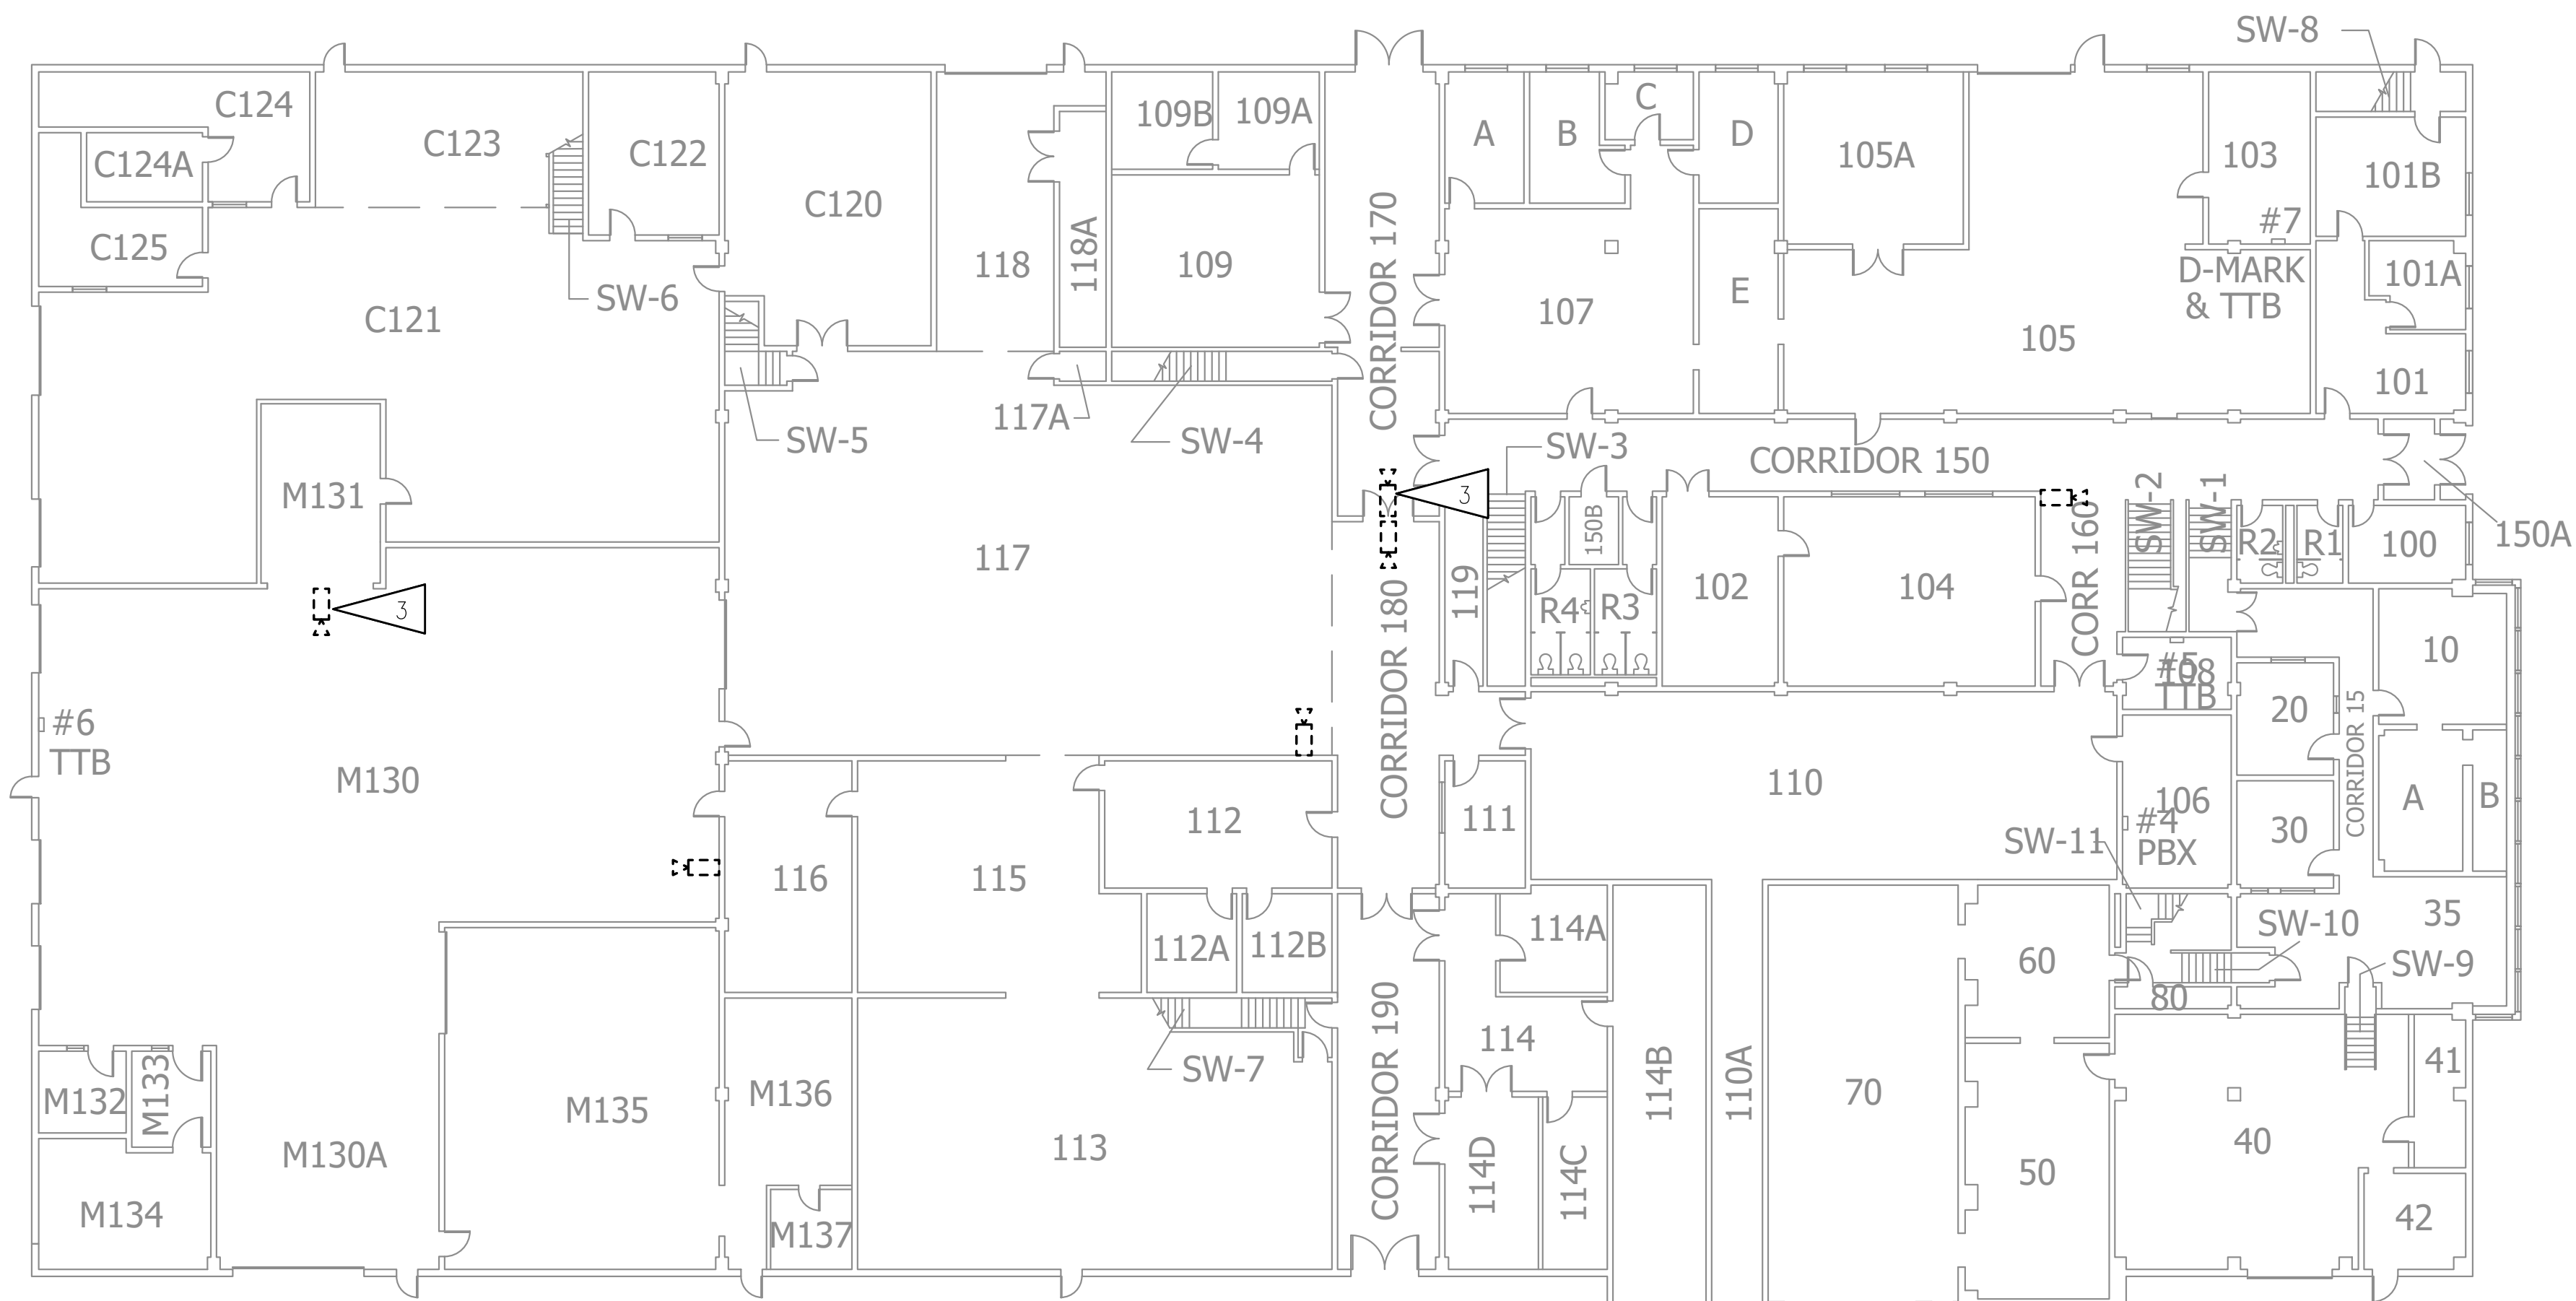 SW-8
C124
C123
C122
C124A
C125
C120
109B
109A
A
B
C
D
105A
103
101B
#7
D-MARK
& TTB
101A
101
118
118A
109
CORRIDOR 170
107
E
105
SW-6
C121
SW-5
117A
SW-4
SW-3
CORRIDOR 150
150A
M131
3
3
117
119
150B
R4
R3
102
104
CORR 160
SW-2
SW-1
R2
R1
100
CORRIDOR 180
#5
108
TTB
10
20
CORRIDOR 15
#6
TTB
M130
116
115
112
112A
112B
111
110
106
#4
PBX
SW-11
30
A
B
114A
60
SW-10
35
SW-9
80
SW-7
CORRIDOR 190
114
114B
110A
70
41
M132
M133
M130A
M134
M135
M136
M137
113
114D
114C
50
40
42